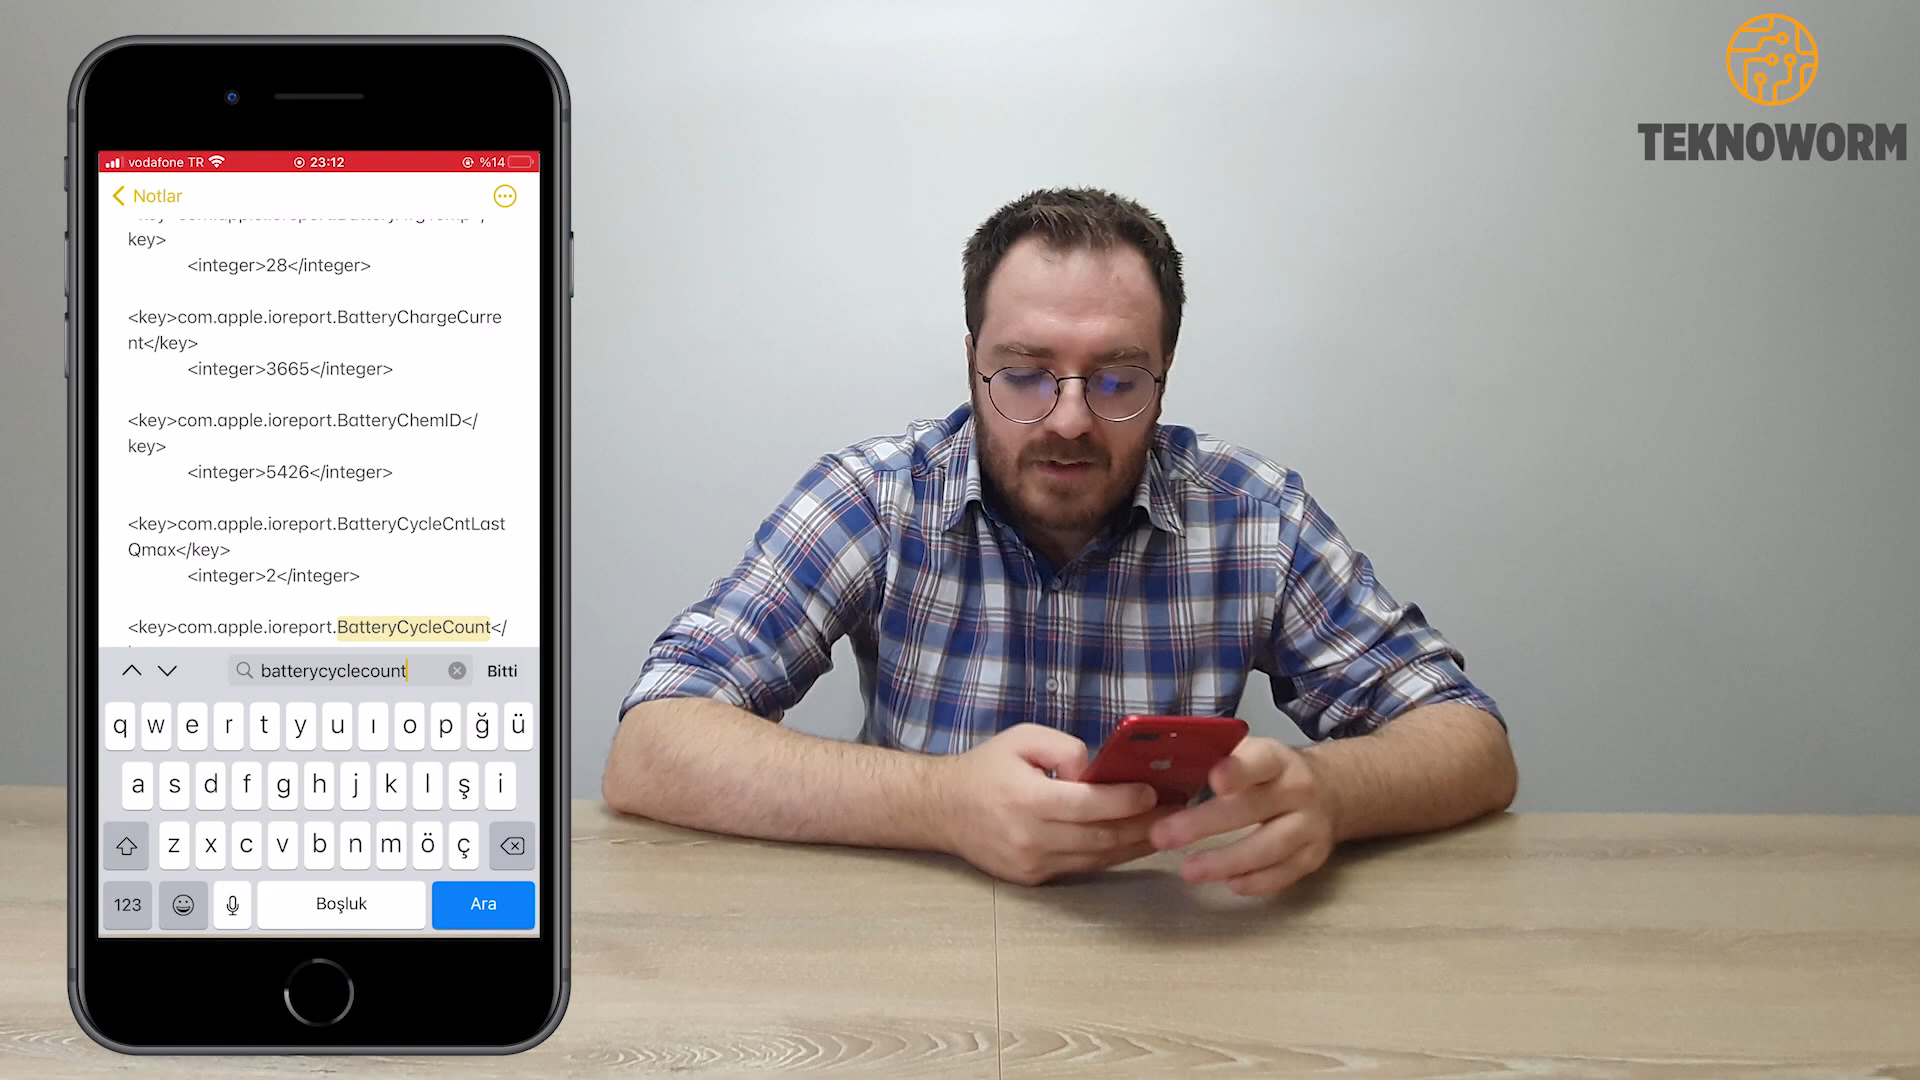 TEKNOWORM
vodafone TR
23:12
%14
Notlar
key>
<integer>28</integer>
<key>com.apple.ioreport.BatteryChargeCurre
nt</key>
<integer>3665</integer>
<key>com.apple.ioreport.BatteryChemID</
key>
<integer>5426</integer>
<key>com.apple.ioreport.BatteryCycleCntLast
Qmax</key>
<integer>2</integer>
<key>com.apple.ioreport.BatteryCycleCount</
batterycyclecount
Bitti
q w e r t y u ı o p ğ ü
a s d f g h j k l ş i
z x c v b n m ö ç
123
Boşluk
Ara